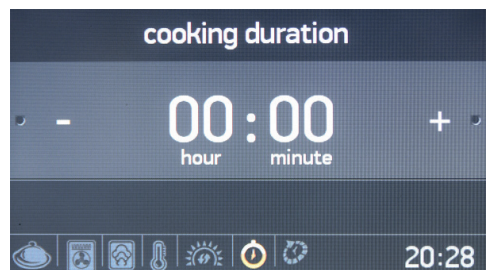 cooking duration
- 00 : 00 +
hour minute
20:28